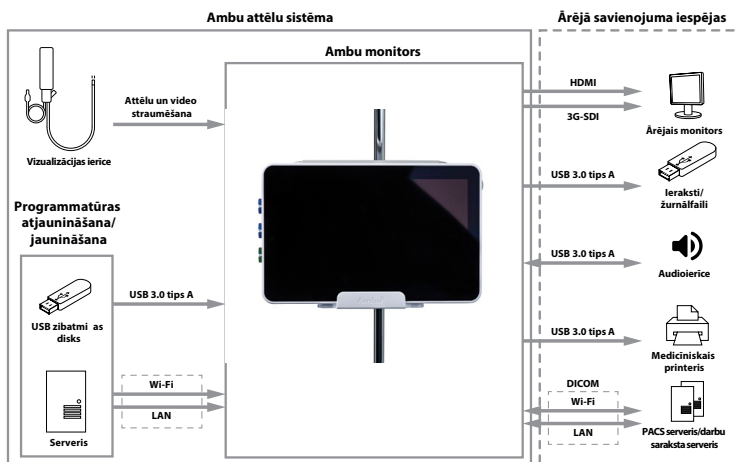 Ambu attēlu sistēma
Ārējā savienojuma iespējas
Ambu monitors
Attēlu un video
straumēšana
Vizualizācijas ierīce
Programmatūras
atjaunināšana/
jaunināšana
USB 3.0 tips A
USB zibatmi as
disks
Wi-Fi
LAN
Serveris
HDMI
3G-SDI
Ārējais monitors
USB 3.0 tips A
Ieraksti/
žurnālfaili
USB 3.0 tips A
Audioierīce
USB 3.0 tips A
Medicīniskais
printeris
DICOM
Wi-Fi
LAN
PACS serveris/darbu
saraksta serveris